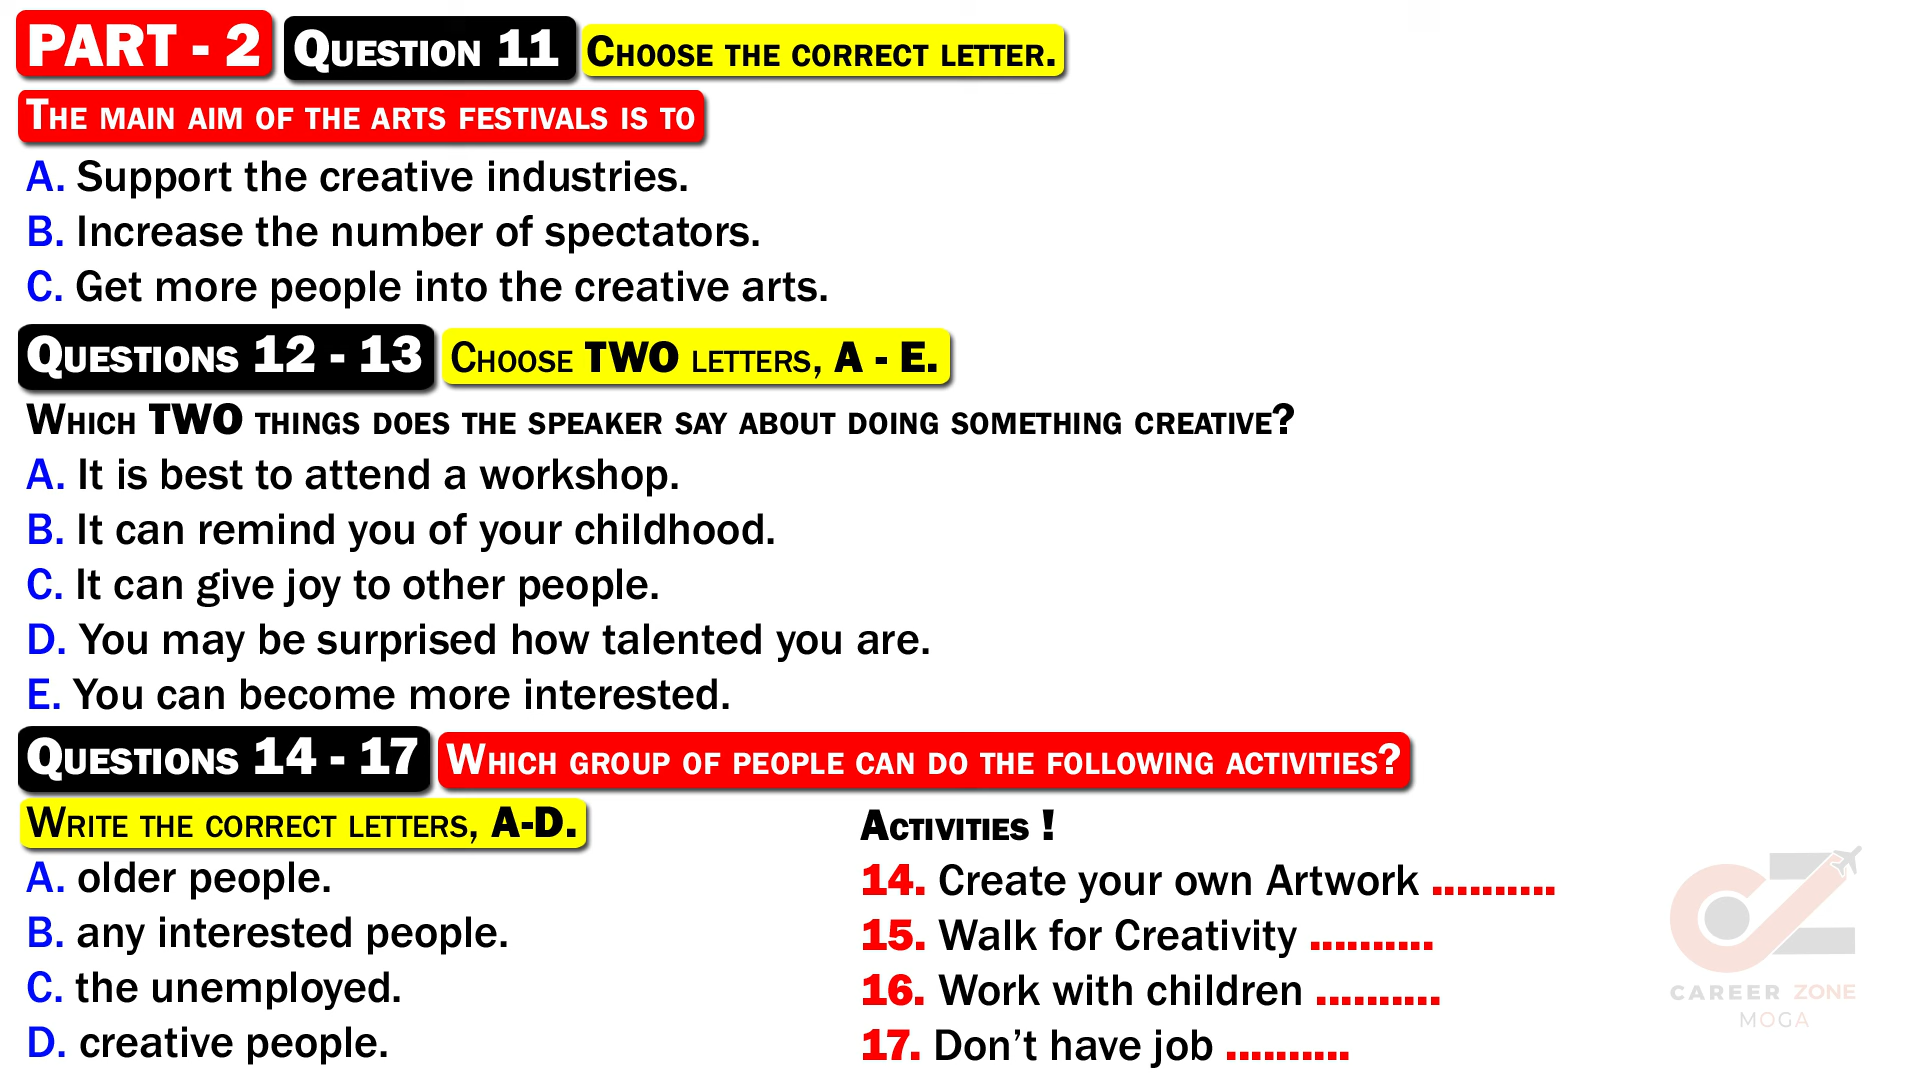 PART - 2 QUESTION 11 CHOOSE THE CORRECT LETTER.
THE MAIN AIM OF THE ARTS FESTIVALS IS TO
A. Support the creative industries.
B. Increase the number of spectators.
C. Get more people into the creative arts.
QUESTIONS 12 - 13 CHOOSE TWO LETTERS, A - E.
WHICH TWO THINGS DOES THE SPEAKER SAY ABOUT DOING SOMETHING CREATIVE?
A. It is best to attend a workshop.
B. It can remind you of your childhood.
C. It can give joy to other people.
D. You may be surprised how talented you are.
E. You can become more interested.
QUESTIONS 14 - 17 WHICH GROUP OF PEOPLE CAN DO THE FOLLOWING ACTIVITIES?
WRITE THE CORRECT LETTERS, A-D.
A. older people.
B. any interested people.
C. the unemployed.
D. creative people.
ACTIVITIES !
14. Create your own Artwork ..........
15. Walk for Creativity ..........
16. Work with children ..........
17. Don't have job ..........
CAREER ZONE
MOGA